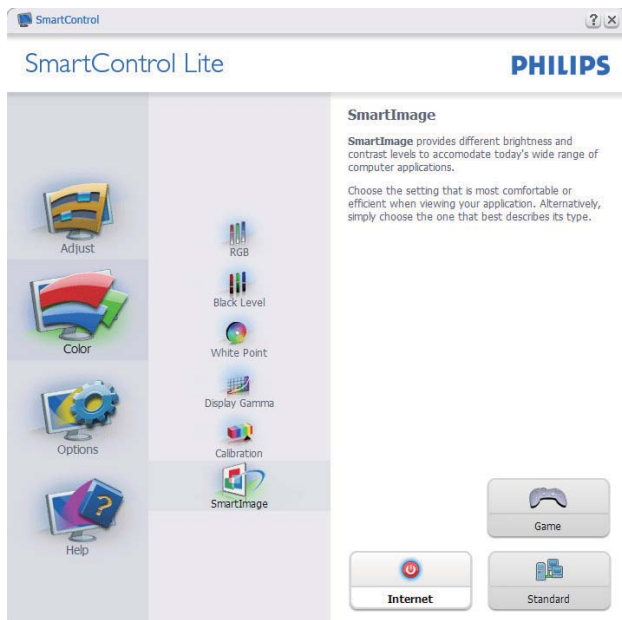 SmartControl
? ×
SmartControl Lite
PHILIPS
Adjust
Color
Options
Help
RGB
Black Level
White Point
Display Gamma
Calibration
SmartImage
SmartImage
SmartImage provides different brightness and
contrast levels to accomodate today's wide range of
computer applications.
Choose the setting that is most comfortable or
efficient when viewing your application. Alternatively,
simply choose the one that best describes its type.
Game
Internet
Standard